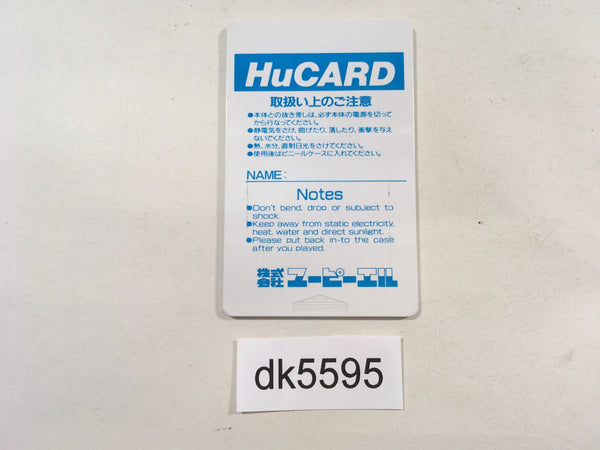 HuCARD
取扱い上のご注意
●本体との抜き差しは、必ず本体の電源を切って
から行なってください。
●静電気をさけ、曲げたり、落したり、衝撃を与え
ないでください。
●熱、水分、直射日光をさけてください。
●使用後はビニールケースに入れてください。
NAME:
Notes
●Don't bend, drop or subject to
shock.
●Keep away from static electricity,
heat, water and direct sunlight.
●Please put back in-to the case
after you played.
株式会社 ユーピーエル
dk5595